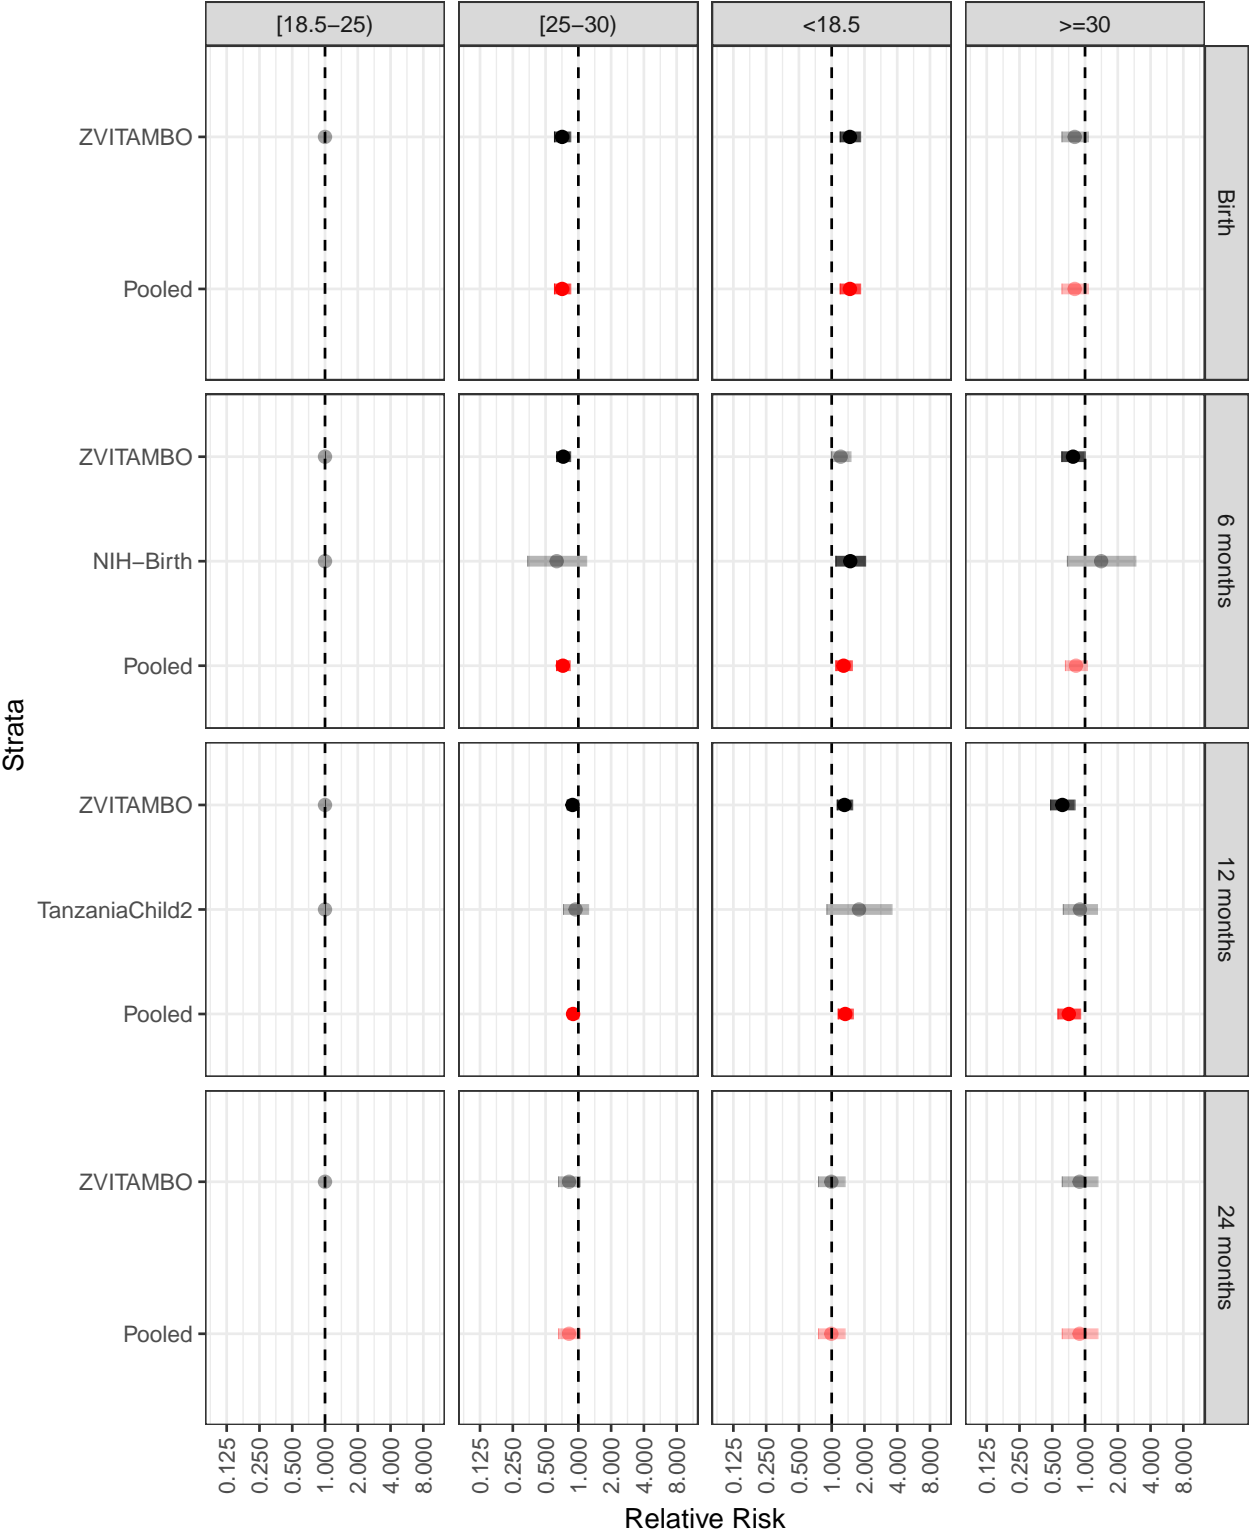 [18.5−25)
[25−30)
<18.5
>=30
ZVITAMBO
Pooled
Birth
ZVITAMBO
NIH−Birth
Pooled
6 months
Strata
ZVITAMBO
TanzaniaChild2
Pooled
12 months
ZVITAMBO
Pooled
24 months
0.125 0.250 0.500 1.000 2.000 4.000 8.000
0.125 0.250 0.500 1.000 2.000 4.000 8.000
0.125 0.250 0.500 1.000 2.000 4.000 8.000
0.125 0.250 0.500 1.000 2.000 4.000 8.000
Relative Risk